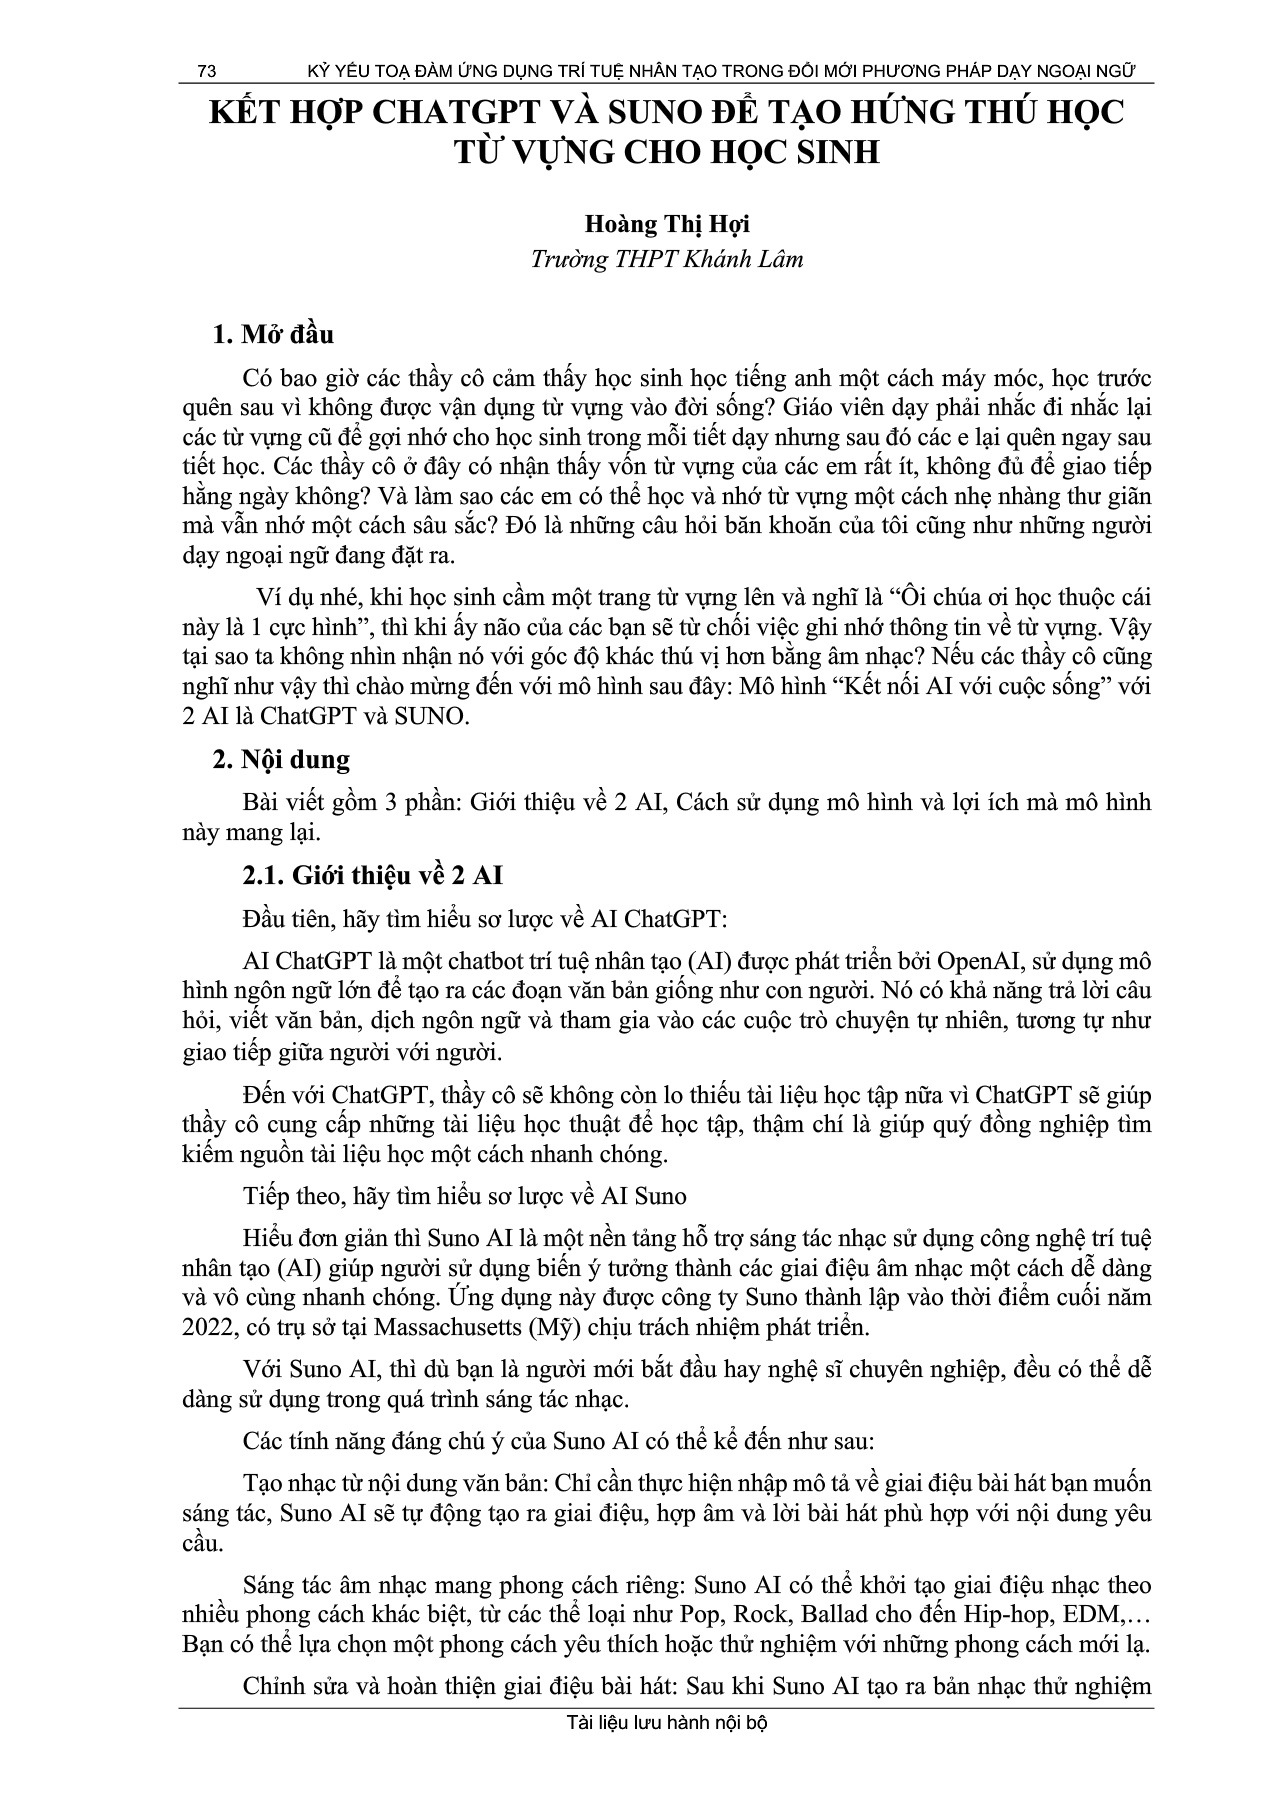 73 KỶ YẾU TOẠ ĐÀM ỨNG DỤNG TRÍ TUỆ NHÂN TẠO TRONG ĐỔI MỚI PHƯƠNG PHÁP DẠY NGOẠI NGỮ
KẾT HỢP CHATGPT VÀ SUNO ĐỂ TẠO HỨNG THÚ HỌC
TỪ VỰNG CHO HỌC SINH
Hoàng Thị Hợi
Trường THPT Khánh Lâm
1. Mở đầu
Có bao giờ các thầy cô cảm thấy học sinh học tiếng anh một cách máy móc, học trước
quên sau vì không được vận dụng từ vựng vào đời sống? Giáo viên dạy phải nhắc đi nhắc lại
các từ vựng cũ để gợi nhớ cho học sinh trong mỗi tiết dạy nhưng sau đó các e lại quên ngay sau
tiết học. Các thầy cô ở đây có nhận thấy vốn từ vựng của các em rất ít, không đủ để giao tiếp
hằng ngày không? Và làm sao các em có thể học và nhớ từ vựng một cách nhẹ nhàng thư giãn
mà vẫn nhớ một cách sâu sắc? Đó là những câu hỏi băn khoăn của tôi cũng như những người
dạy ngoại ngữ đang đặt ra.
Ví dụ nhé, khi học sinh cầm một trang từ vựng lên và nghĩ là “Ôi chúa ơi học thuộc cái
này là 1 cực hình”, thì khi ấy não của các bạn sẽ từ chối việc ghi nhớ thông tin về từ vựng. Vậy
tại sao ta không nhìn nhận nó với góc độ khác thú vị hơn bằng âm nhạc? Nếu các thầy cô cũng
nghĩ như vậy thì chào mừng đến với mô hình sau đây: Mô hình “Kết nối AI với cuộc sống” với
2 AI là ChatGPT và SUNO.
2. Nội dung
Bài viết gồm 3 phần: Giới thiệu về 2 AI, Cách sử dụng mô hình và lợi ích mà mô hình
này mang lại.
2.1. Giới thiệu về 2 AI
Đầu tiên, hãy tìm hiểu sơ lược về AI ChatGPT:
AI ChatGPT là một chatbot trí tuệ nhân tạo (AI) được phát triển bởi OpenAI, sử dụng mô
hình ngôn ngữ lớn để tạo ra các đoạn văn bản giống như con người. Nó có khả năng trả lời câu
hỏi, viết văn bản, dịch ngôn ngữ và tham gia vào các cuộc trò chuyện tự nhiên, tương tự như
giao tiếp giữa người với người.
Đến với ChatGPT, thầy cô sẽ không còn lo thiếu tài liệu học tập nữa vì ChatGPT sẽ giúp
thầy cô cung cấp những tài liệu học thuật để học tập, thậm chí là giúp quý đồng nghiệp tìm
kiếm nguồn tài liệu học một cách nhanh chóng.
Tiếp theo, hãy tìm hiểu sơ lược về AI Suno
Hiểu đơn giản thì Suno AI là một nền tảng hỗ trợ sáng tác nhạc sử dụng công nghệ trí tuệ
nhân tạo (AI) giúp người sử dụng biến ý tưởng thành các giai điệu âm nhạc một cách dễ dàng
và vô cùng nhanh chóng. Ứng dụng này được công ty Suno thành lập vào thời điểm cuối năm
2022, có trụ sở tại Massachusetts (Mỹ) chịu trách nhiệm phát triển.
Với Suno AI, thì dù bạn là người mới bắt đầu hay nghệ sĩ chuyên nghiệp, đều có thể dễ
dàng sử dụng trong quá trình sáng tác nhạc.
Các tính năng đáng chú ý của Suno AI có thể kể đến như sau:
Tạo nhạc từ nội dung văn bản: Chỉ cần thực hiện nhập mô tả về giai điệu bài hát bạn muốn
sáng tác, Suno AI sẽ tự động tạo ra giai điệu, hợp âm và lời bài hát phù hợp với nội dung yêu
cầu.
Sáng tác âm nhạc mang phong cách riêng: Suno AI có thể khởi tạo giai điệu nhạc theo
nhiều phong cách khác biệt, từ các thể loại như Pop, Rock, Ballad cho đến Hip-hop, EDM,…
Bạn có thể lựa chọn một phong cách yêu thích hoặc thử nghiệm với những phong cách mới lạ.
Chỉnh sửa và hoàn thiện giai điệu bài hát: Sau khi Suno AI tạo ra bản nhạc thử nghiệm
Tài liệu lưu hành nội bộ